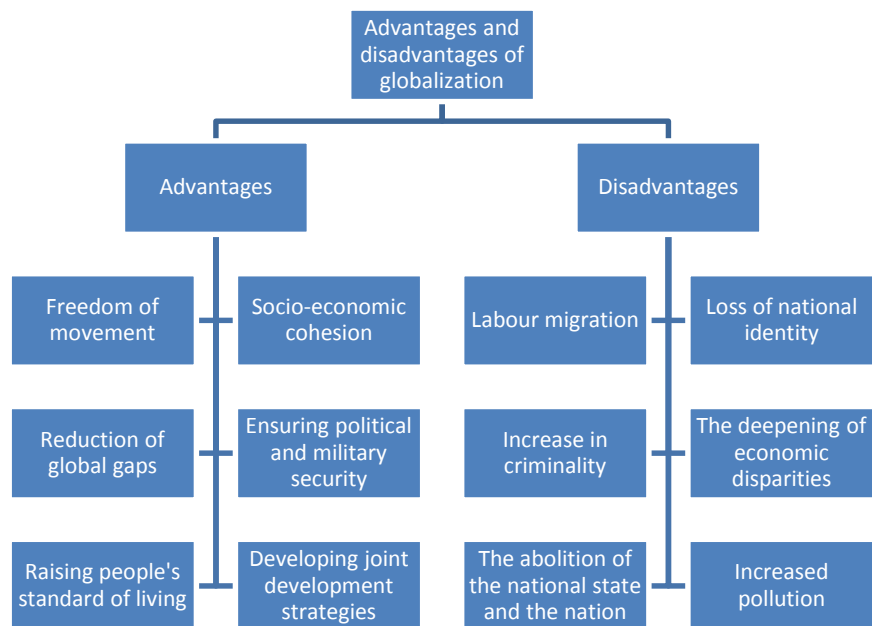 Advantages and
disadvantages of
globalization
Advantages
Disadvantages
Freedom of
movement
Socio-economic
cohesion
Labour migration
Loss of national
identity
Reduction of
global gaps
Ensuring political
and military
security
Increase in
criminality
The deepening of
economic
disparities
Raising people's
standard of living
Developing joint
development
strategies
The abolition of
the national state
and the nation
Increased
pollution